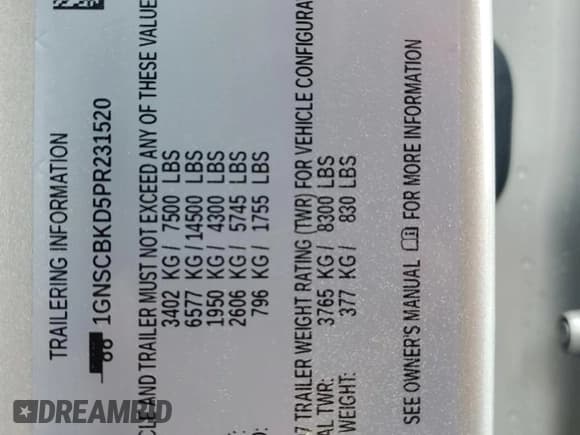 TRAILERING INFORMATION
1GNSCBKD5PR231520
AND TRAILER MUST NOT EXCEED ANY OF THESE VALUE
3402 KG / 7500 LBS
6577 KG / 14500 LBS
1950 KG / 4300 LBS
2606 KG / 5745 LBS
796 KG / 1755 LBS
7 TRAILER WEIGHT RATING (TWR) FOR VEHICLE CONFIGURA
AL TWR: 3765 KG / 8300 LBS
WEIGHT: 377 KG / 830 LBS
SEE OWNER'S MANUAL FOR MORE INFORMATION
DREAMBID